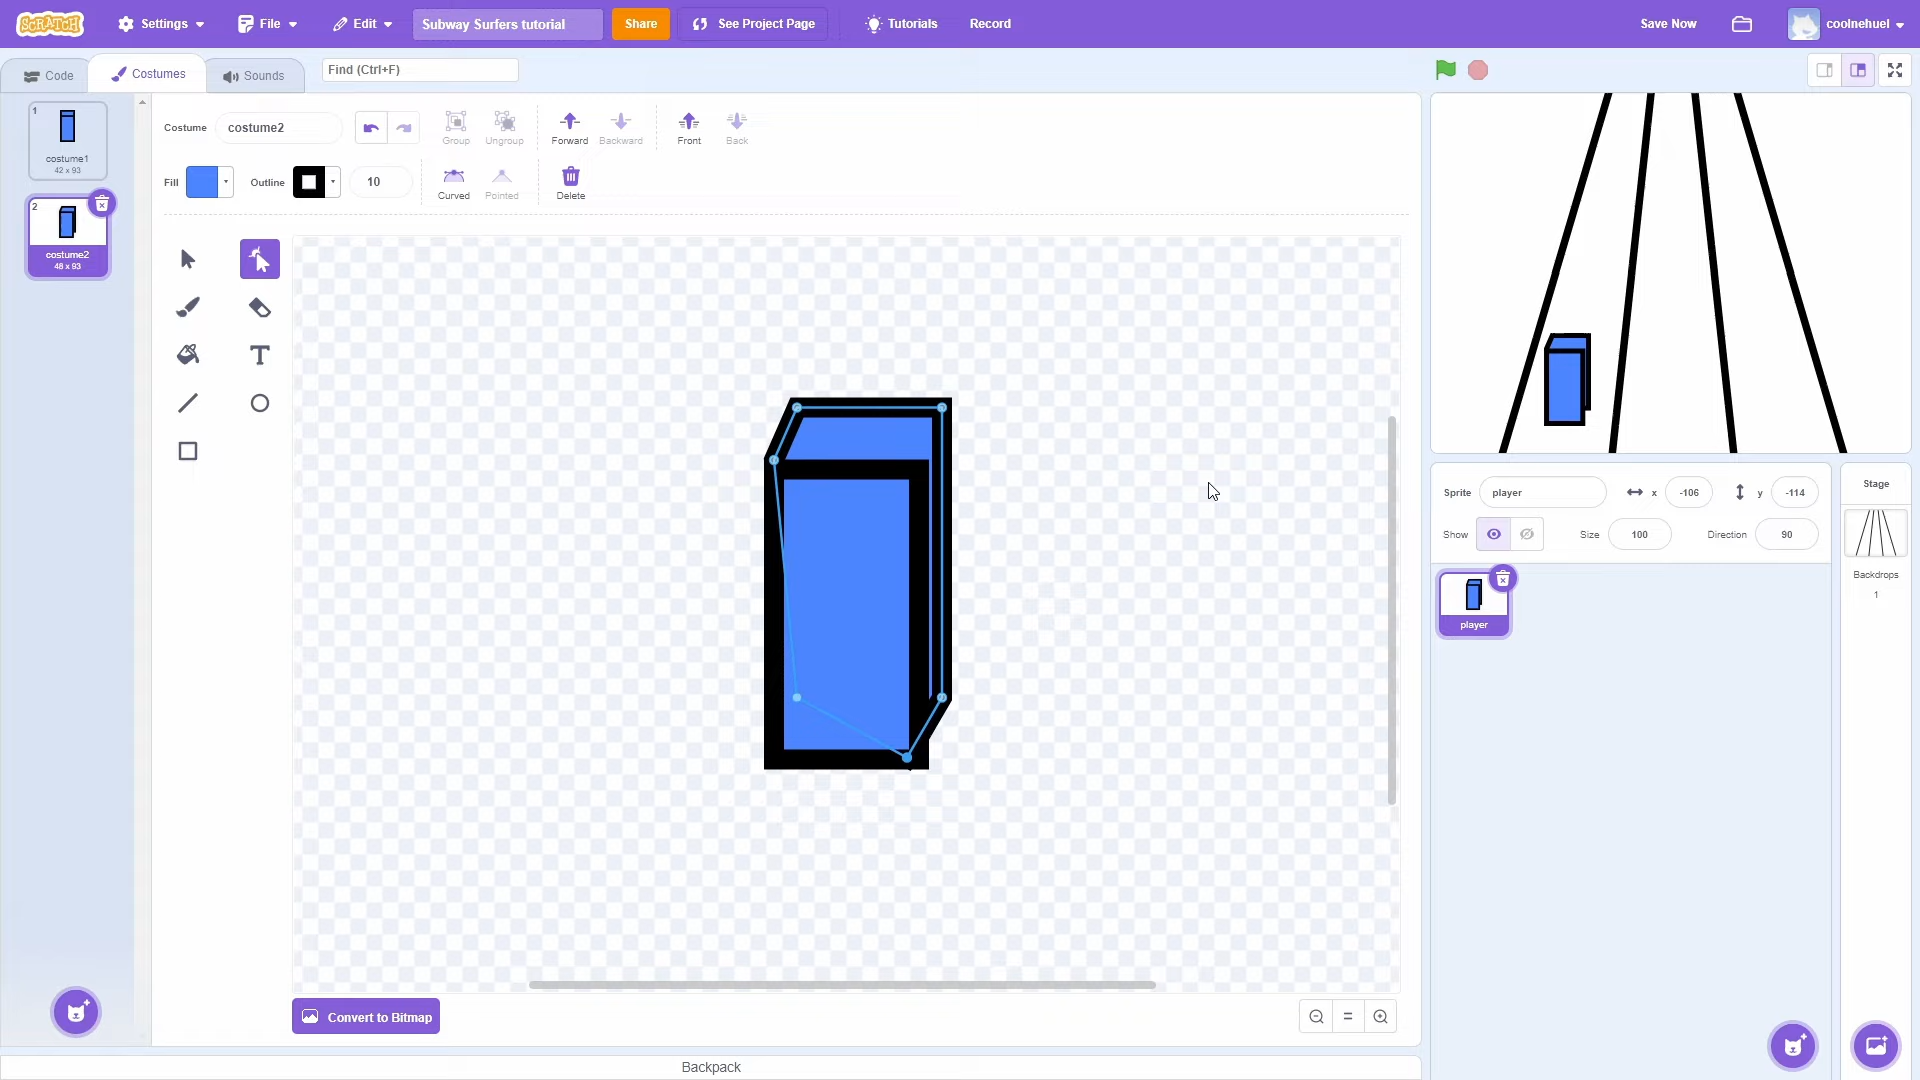 SCRATCH Settings File Edit Subway Surfers tutorial Share See Project Page Tutorials Record Save Now coolnehuel
Code Costumes Sounds Find (Ctrl+F)
1
costume1
42 x 93
2
costume2
48 x 93
Costume costume2 Group Ungroup Forward Backward Front Back
Fill Outline 10 Curved Pointed Delete
T
Convert to Bitmap
Backpack
Sprite player x -106 y -114
Show Size 100 Direction 90
player
Stage
Backdrops
1